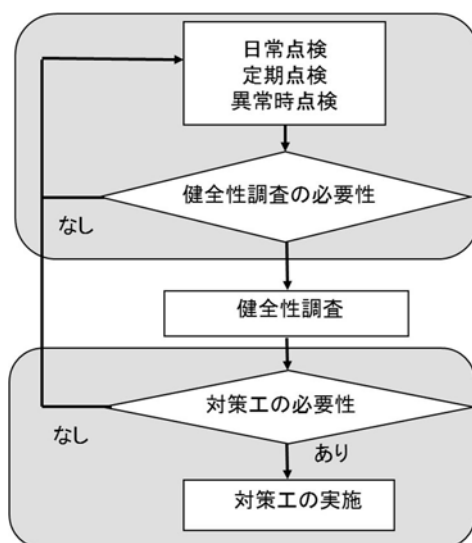 日常点検
定期点検
異常時点検
健全性調査の必要性
なし
健全性調査
対策工の必要性
なし
あり
対策工の実施